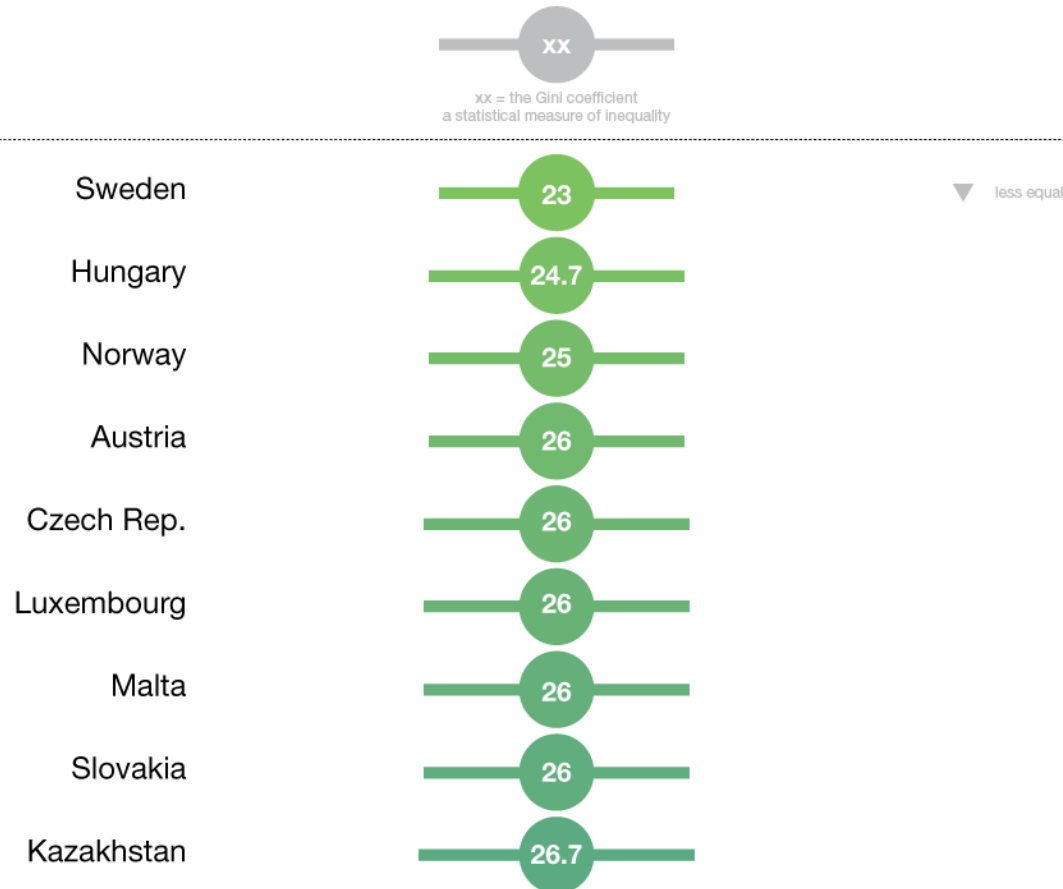 xx
xx = the Gini coefficient
a statistical measure of inequality
Sweden 23 ▼ less equal
Hungary 24.7
Norway 25
Austria 26
Czech Rep. 26
Luxembourg 26
Malta 26
Slovakia 26
Kazakhstan 26.7